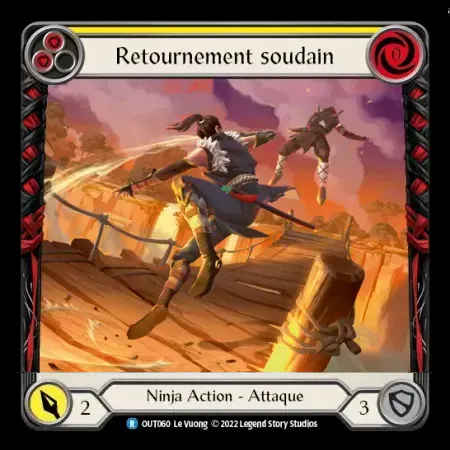 Retournement soudain
0
2
Ninja Action - Attaque
3
R OUT060 Le Vuong © 2022 Legend Story Studios